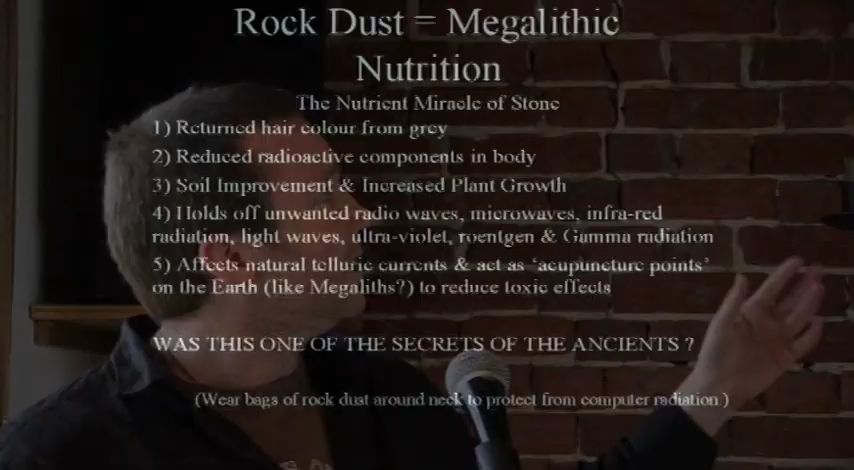 Rock Dust = Megalithic
Nutrition
The Nutrient Miracle of Stone
1) Returned hair colour from grey
2) Reduced radioactive components in body
3) Soil Improvement & Increased Plant Growth
4) Holds off unwanted radio waves, microwaves, infra-red
radiation, light waves, ultra-violet, roentgen & Gamma radiation
5) Affects natural telluric currents & act as ‘acupuncture points’
on the Earth (like Megaliths?) to reduce toxic effects
WAS THIS ONE OF THE SECRETS OF THE ANCIENTS ?
(Wear bags of rock dust around neck to protect from computer radiation.)